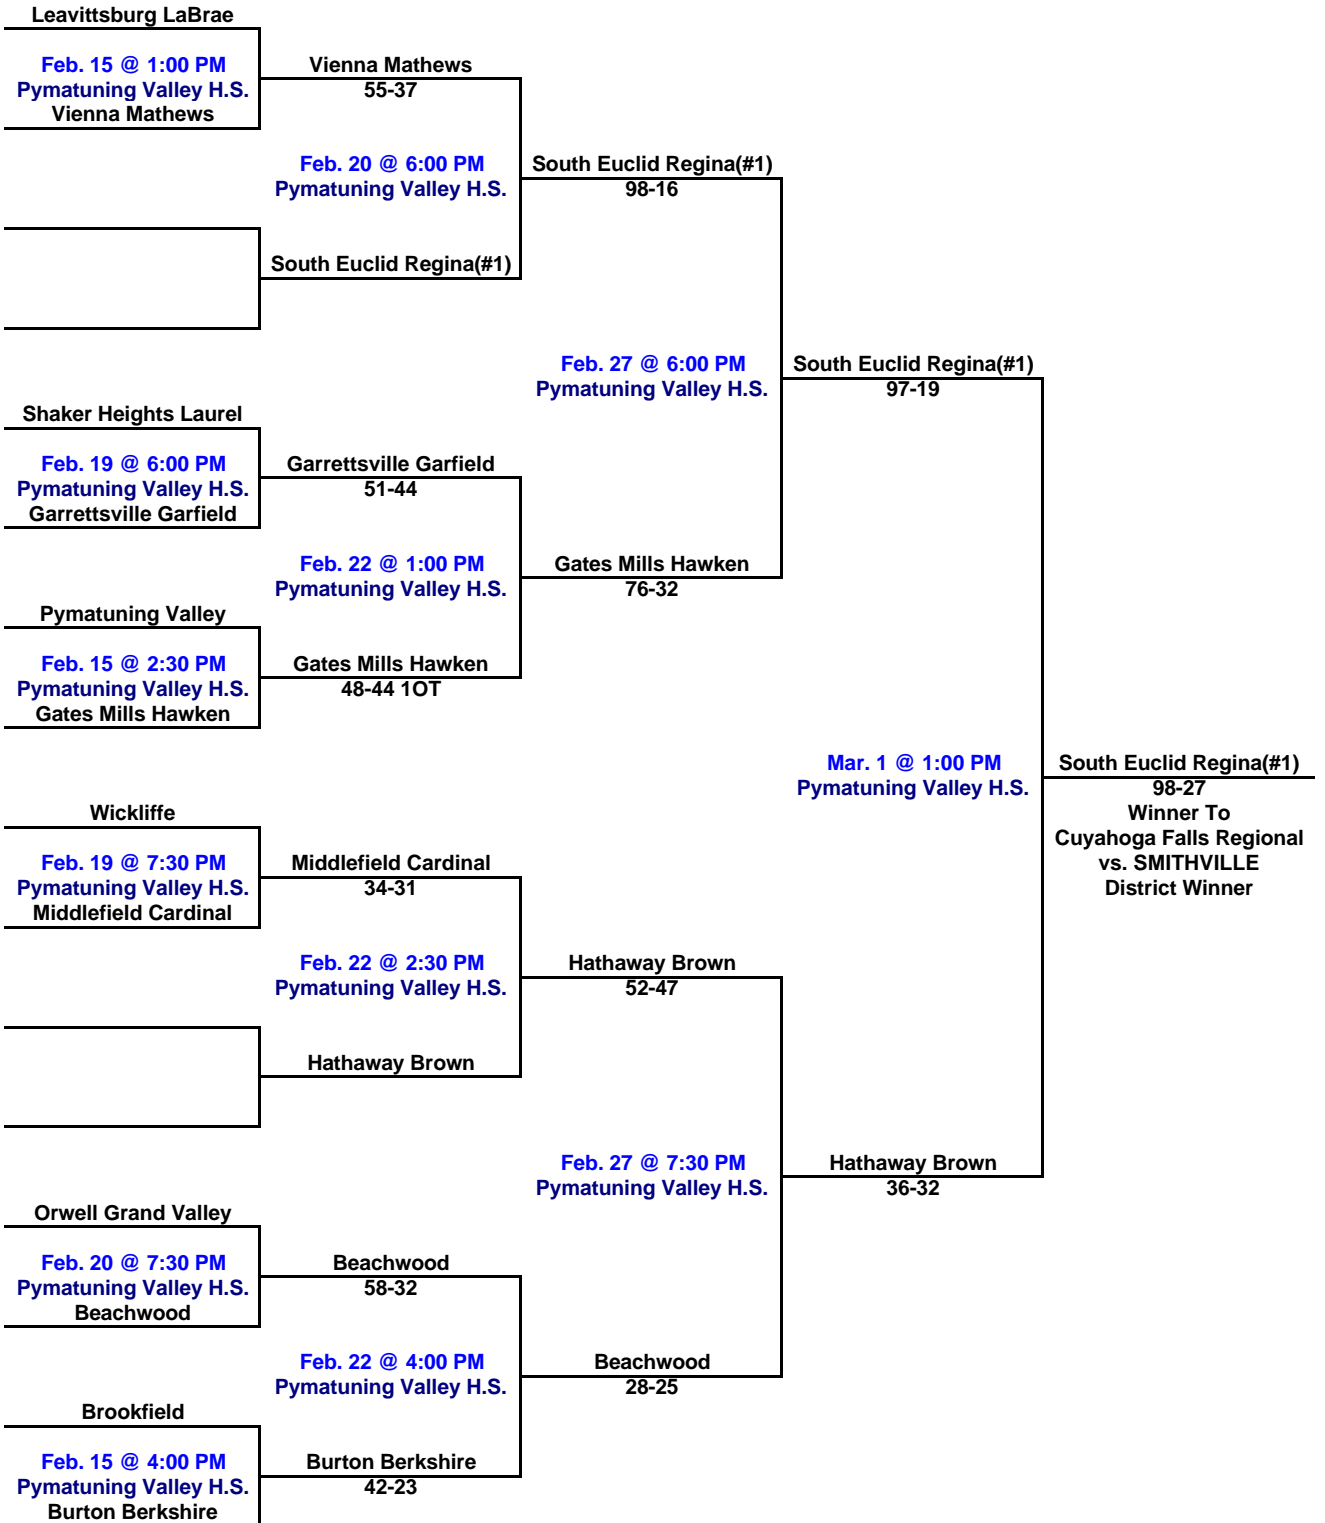 Leavittsburg LaBrae
Feb. 15 @ 1:00 PM
Pymatuning Valley H.S.
Vienna Mathews
Vienna Mathews
55-37
Feb. 20 @ 6:00 PM
Pymatuning Valley H.S.
South Euclid Regina(#1)
South Euclid Regina(#1)
98-16
Feb. 27 @ 6:00 PM
Pymatuning Valley H.S.
South Euclid Regina(#1)
97-19
Shaker Heights Laurel
Feb. 19 @ 6:00 PM
Pymatuning Valley H.S.
Garrettsville Garfield
Garrettsville Garfield
51-44
Feb. 22 @ 1:00 PM
Pymatuning Valley H.S.
Gates Mills Hawken
76-32
Pymatuning Valley
Feb. 15 @ 2:30 PM
Pymatuning Valley H.S.
Gates Mills Hawken
Gates Mills Hawken
48-44 1OT
Mar. 1 @ 1:00 PM
Pymatuning Valley H.S.
South Euclid Regina(#1)
98-27
Winner To
Cuyahoga Falls Regional
vs. SMITHVILLE
District Winner
Wickliffe
Feb. 19 @ 7:30 PM
Pymatuning Valley H.S.
Middlefield Cardinal
Middlefield Cardinal
34-31
Feb. 22 @ 2:30 PM
Pymatuning Valley H.S.
Hathaway Brown
Hathaway Brown
52-47
Feb. 27 @ 7:30 PM
Pymatuning Valley H.S.
Hathaway Brown
36-32
Orwell Grand Valley
Feb. 20 @ 7:30 PM
Pymatuning Valley H.S.
Beachwood
Beachwood
58-32
Feb. 22 @ 4:00 PM
Pymatuning Valley H.S.
Beachwood
28-25
Brookfield
Feb. 15 @ 4:00 PM
Pymatuning Valley H.S.
Burton Berkshire
Burton Berkshire
42-23